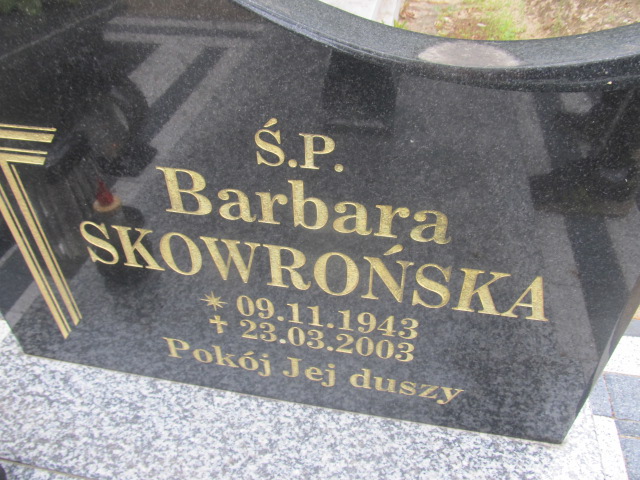 Ś.P.
Barbara
SKOWROŃSKA
* 09.11.1943
✝ 23.03.2003
Pokój Jej duszy